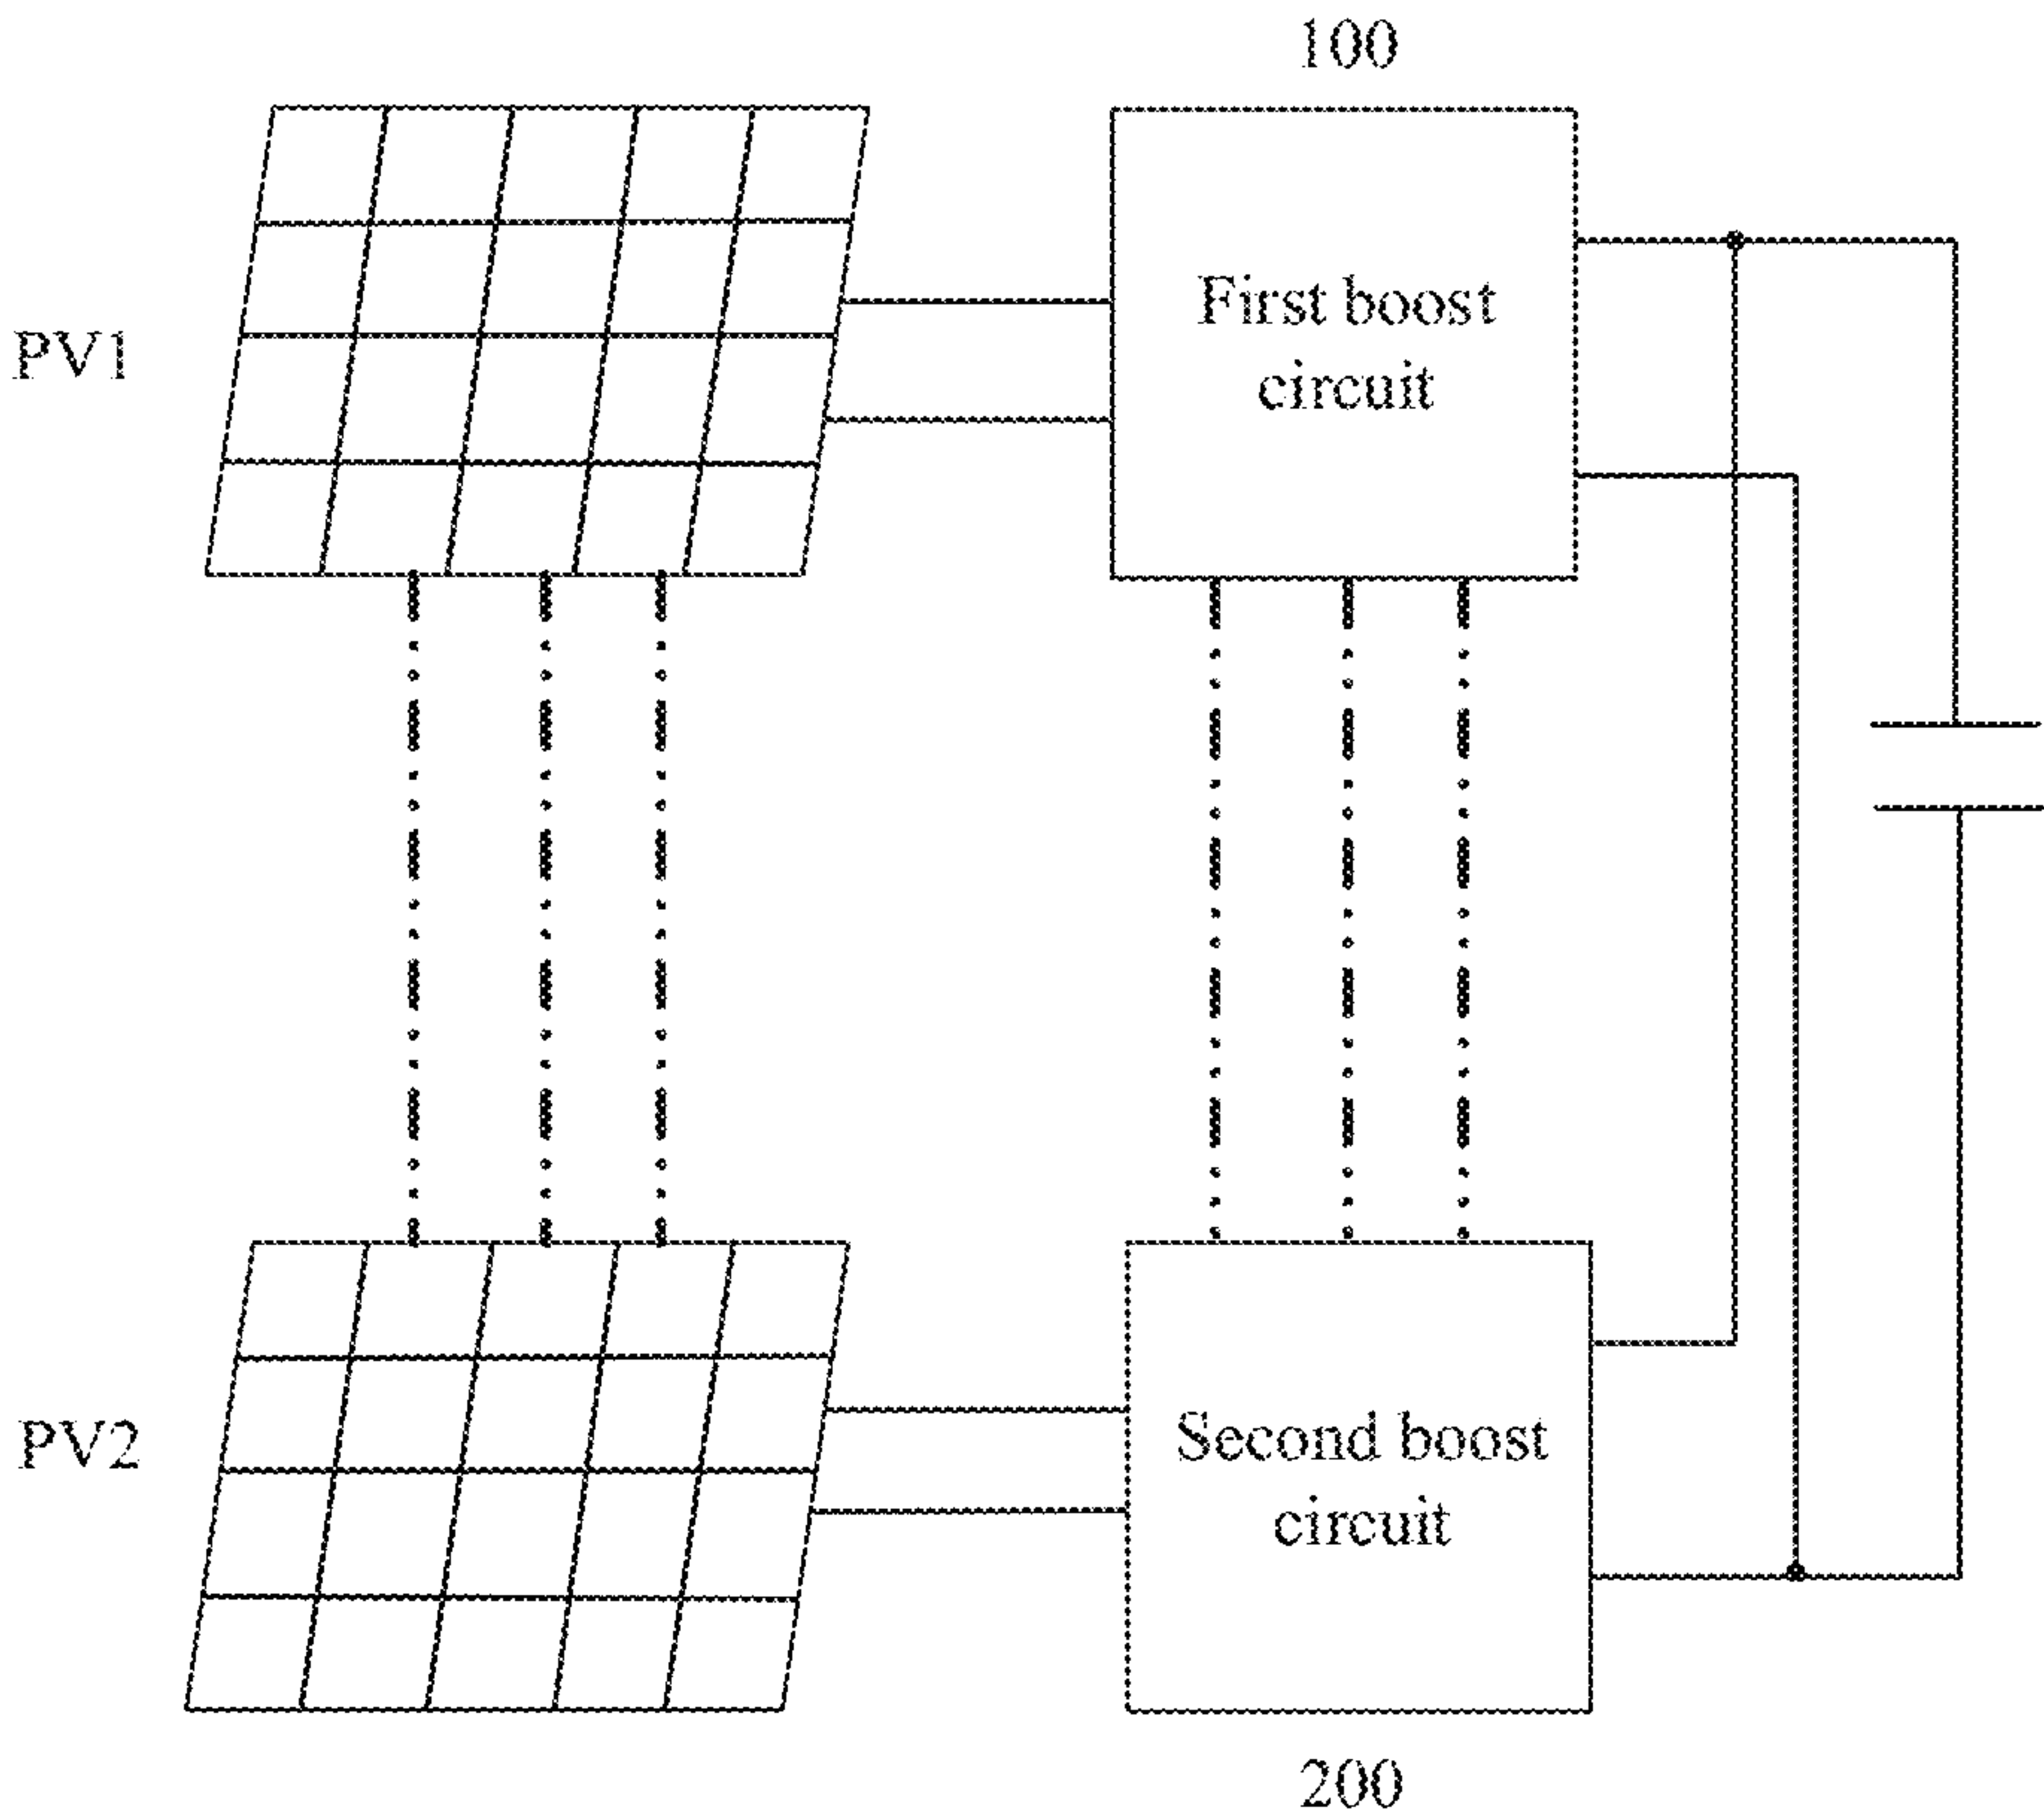 100
First boost
circuit
PV1
PV2
Second boost
circuit
200